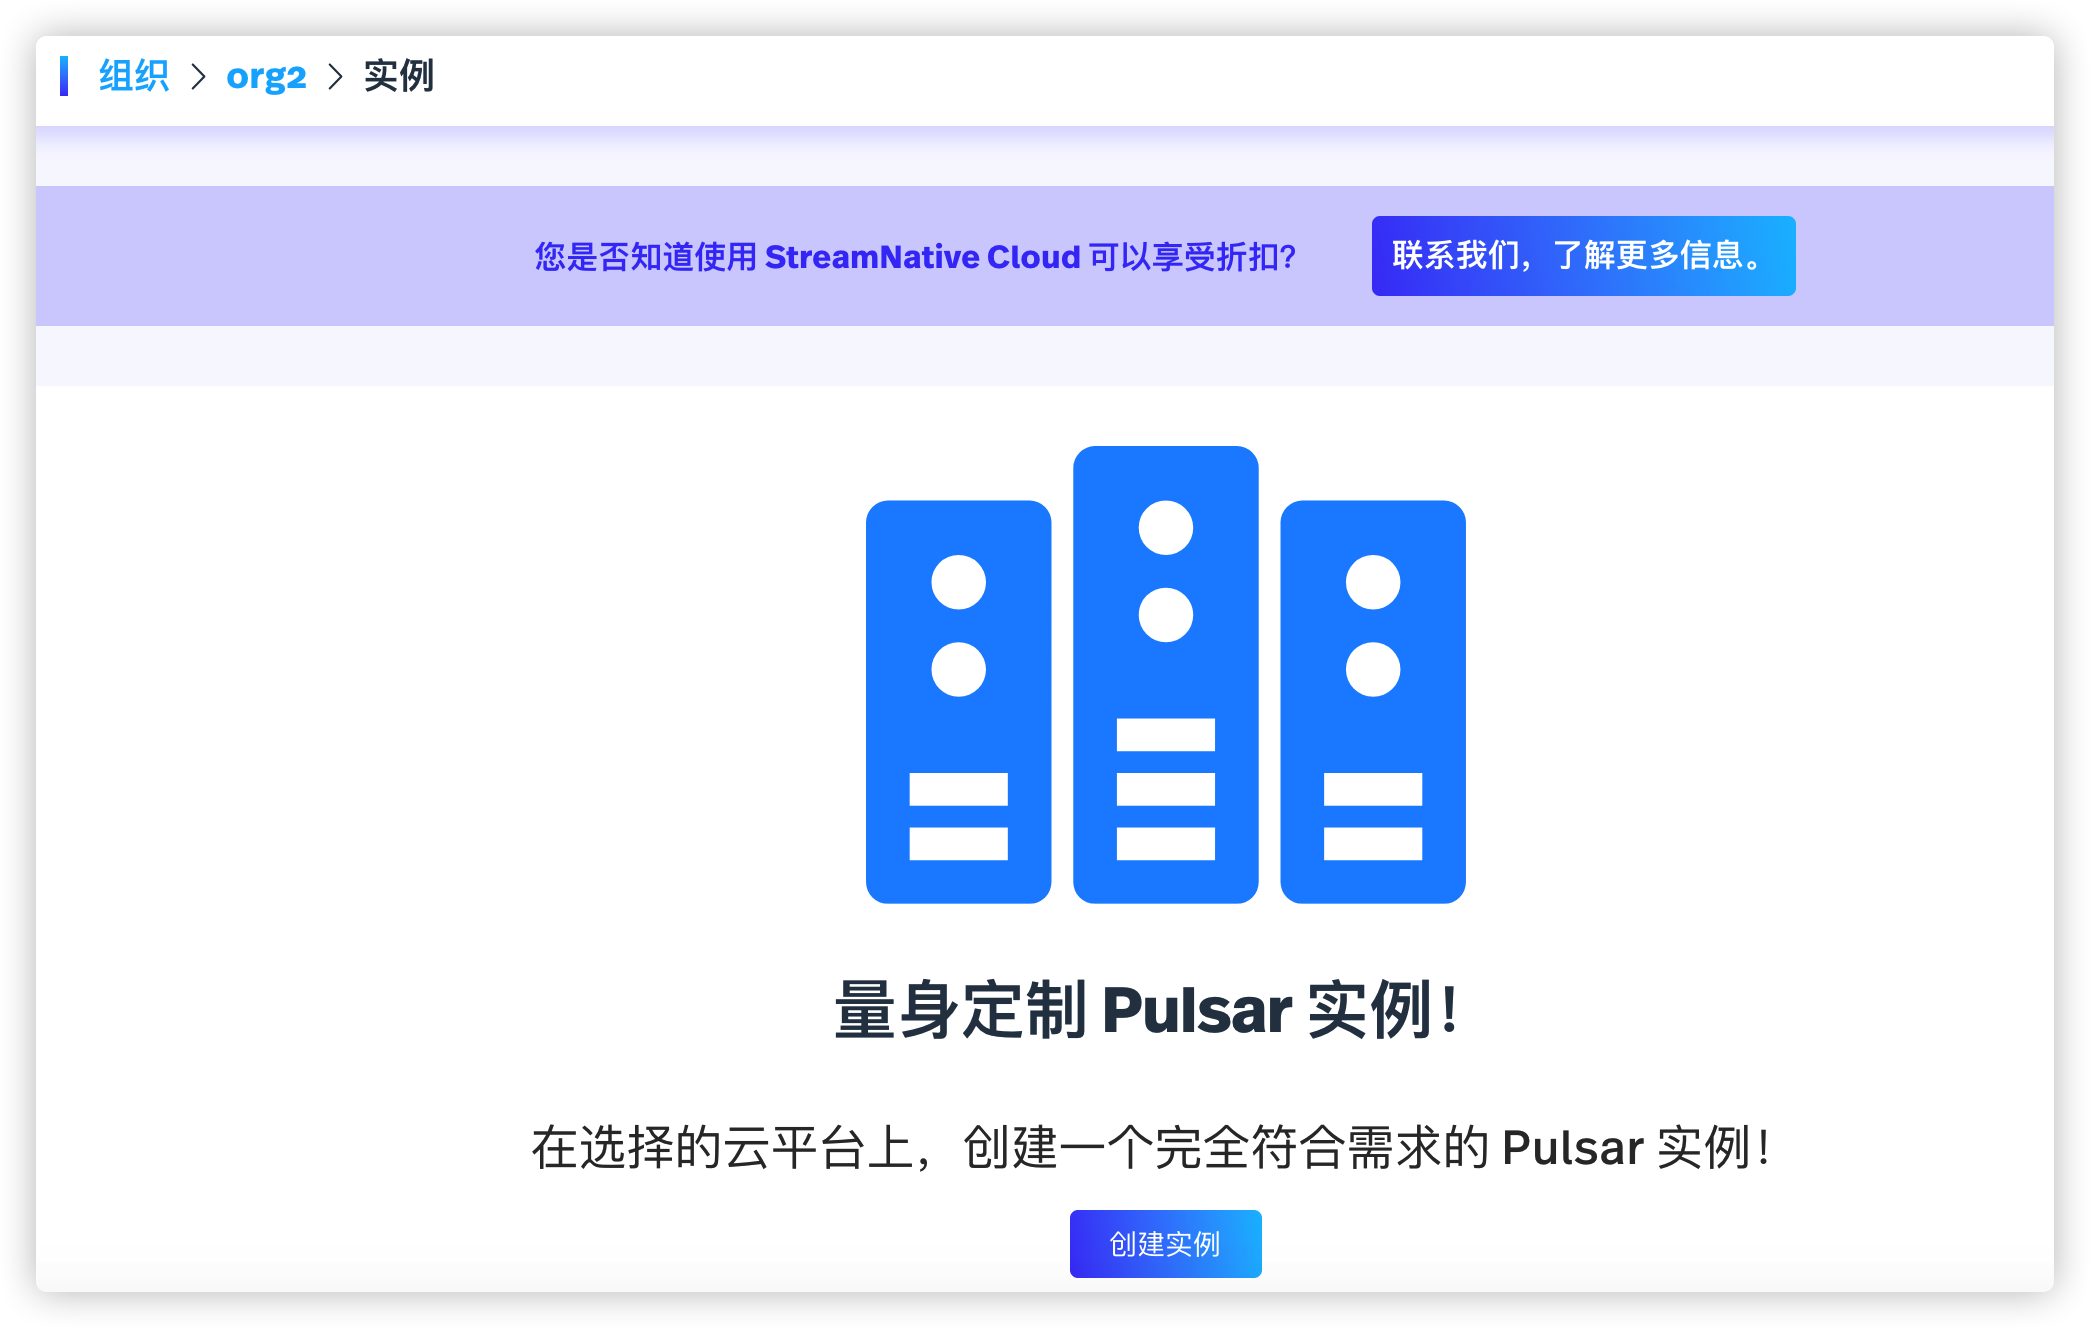 组织 > org2 > 实例
您是否知道使用 StreamNative Cloud 可以享受折扣?
联系我们，了解更多信息。
量身定制 Pulsar 实例！
在选择的云平台上，创建一个完全符合需求的 Pulsar 实例！
创建实例